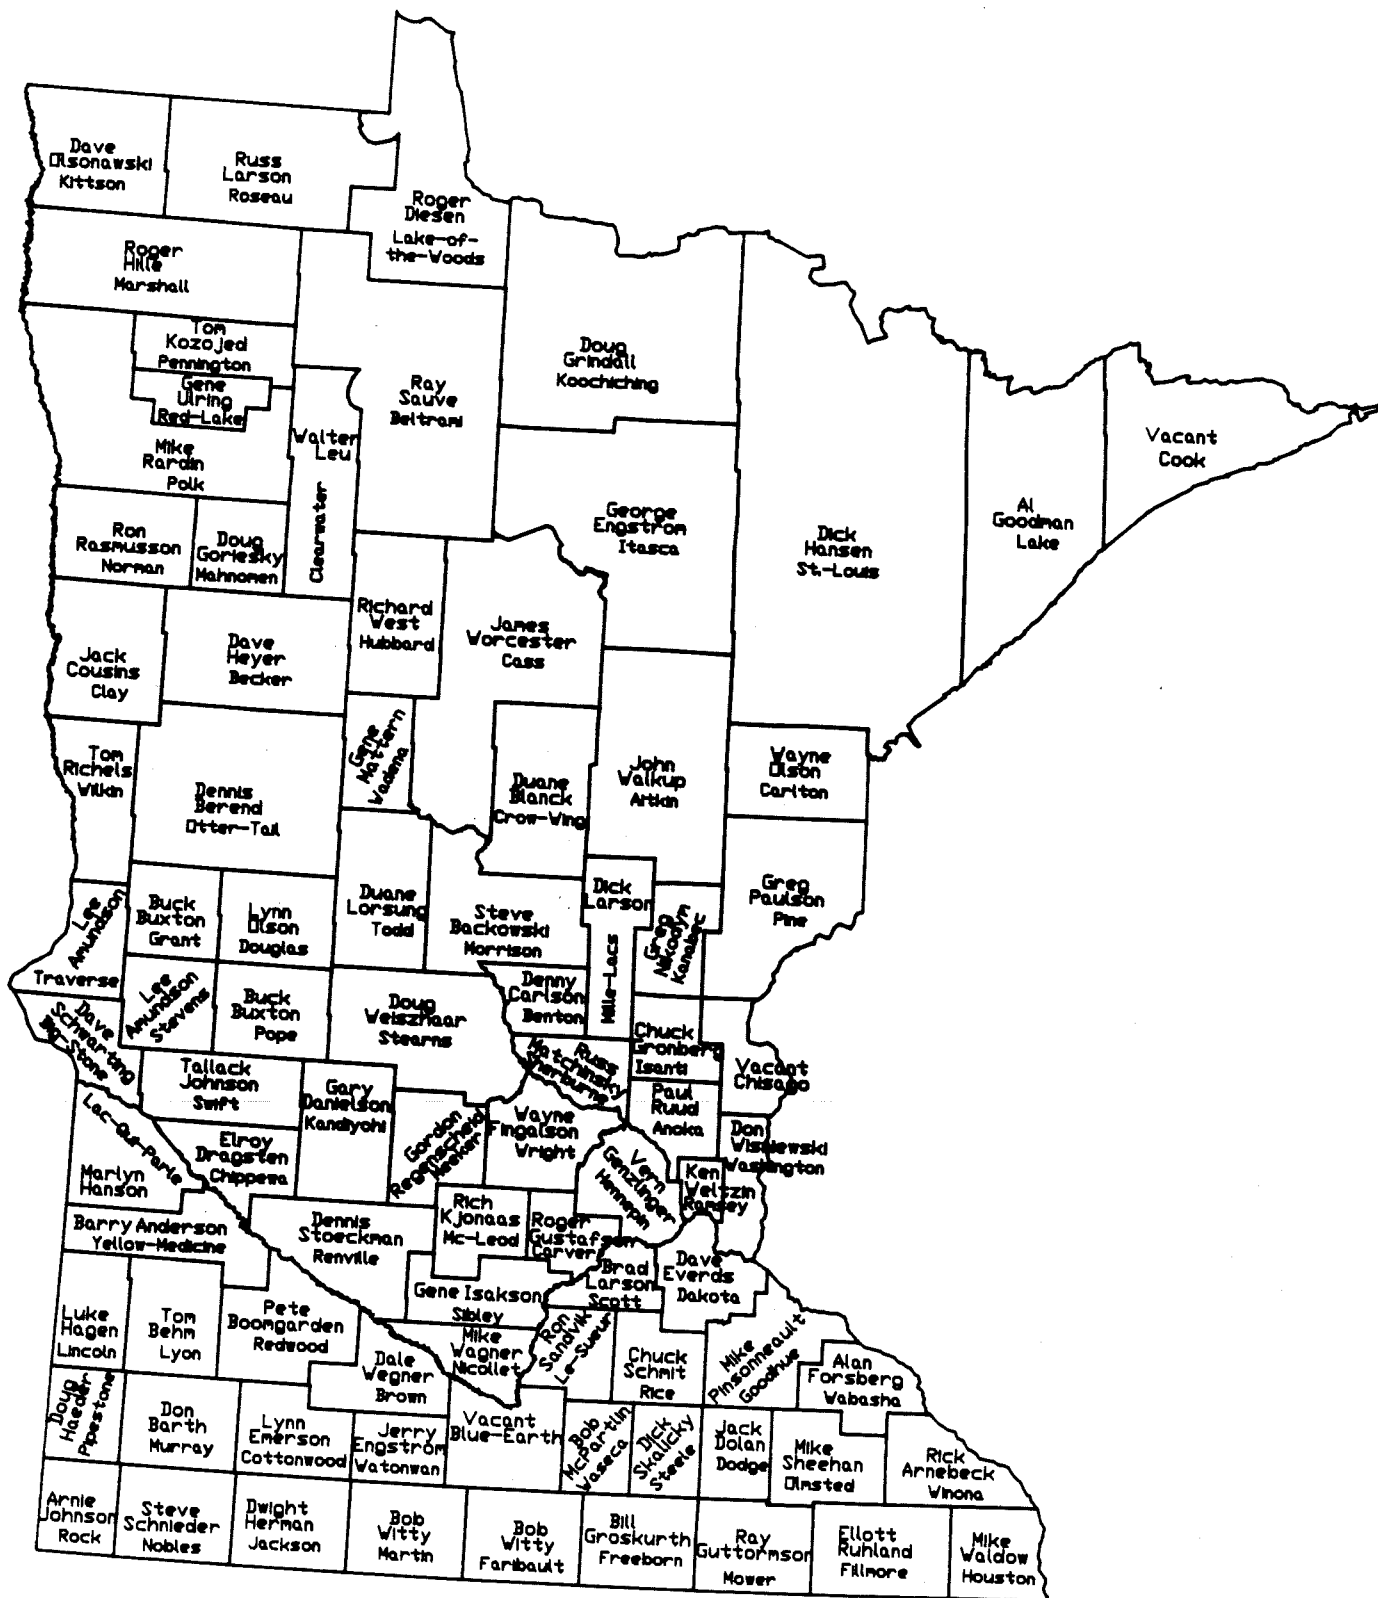 Dave
Olsonawski
Kittson
Russ
Larson
Roseau
Roger
Diesen
Lake-of-
the-Woods
Roger
Hille
Marshall
Tom
Kozojed
Pennington
Gene
Ulring
Red-Lake
Mike
Rardin
Polk
Walter
Leu
Clearwater
Ray
Sauve
Beltrami
Doug
Grindall
Koochiching
Vacant
Cook
Al
Goodman
Lake
Dick
Hansen
St.-Louis
George
Engstrom
Itasca
Ron
Rasmusson
Norman
Doug
Goriesky
Mahnomen
Richard
West
Hubbard
James
Worcester
Cass
Jack
Cousins
Clay
Dave
Heyer
Becker
Gene
Mattern
Wadena
Tom
Richels
Wilkin
Dennis
Berend
Otter-Tail
Duane
Blanck
Crow-Wing
John
Walkup
Aitkin
Wayne
Olson
Carlton
Greg
Paulson
Pine
Lee
Amundson
Traverse
Buck
Buxton
Grant
Lynn
Olson
Douglas
Duane
Lorsung
Todd
Steve
Backowski
Morrison
Dick
Larson
Mille-Lacs
Greg
Nikodym
Kanabec
Dave
Schwarting
Big-Stone
Lee
Amundson
Stevens
Buck
Buxton
Pope
Doug
Weiszhaar
Stearns
Denny
Carlson
Benton
Russ
Matchinsky
Sherburne
Chuck
Gronberg
Isanti
Vacant
Chisago
Tallack
Johnson
Swift
Gary
Danielson
Kandiyohi
Gordon
Regenscheid
Meeker
Wayne
Fingalson
Wright
Paul
Ruud
Anoka
Don
Wisniewski
Washington
Lac-Qui-Parle
Marlyn
Hanson
Elroy
Dragsten
Chippewa
Vern
Genzlinger
Hennepin
Ken
Weltzin
Ramsey
Barry Anderson
Yellow-Medicine
Dennis
Stoeckman
Renville
Rich
Kjonaas
Mc-Leod
Roger
Gustafson
Carver
Brad
Larson
Scott
Dave
Everds
Dakota
Gene Isakson
Sibley
Luke
Hagen
Lincoln
Tom
Behm
Lyon
Pete
Boomgarden
Redwood
Dale
Wegner
Brown
Mike
Wagner
Nicollet
Ron
Sandvik
Le-Sueur
Chuck
Schmit
Rice
Mike
Pinsonneault
Goodhue
Alan
Forsberg
Wabasha
Doug
Haeder
Pipestone
Don
Barth
Murray
Lynn
Emerson
Cottonwood
Jerry
Engstrom
Watonwan
Vacant
Blue-Earth
Bob
McPartlin
Waseca
Dick
Skalicky
Steele
Jack
Dolan
Dodge
Mike
Sheehan
Olmsted
Rick
Arnebeck
Winona
Arnie
Johnson
Rock
Steve
Schnieder
Nobles
Dwight
Herman
Jackson
Bob
Witty
Martin
Bob
Witty
Faribault
Bill
Groskurth
Freeborn
Ray
Guttormson
Mower
Ellott
Ruhland
Fillmore
Mike
Waldow
Houston